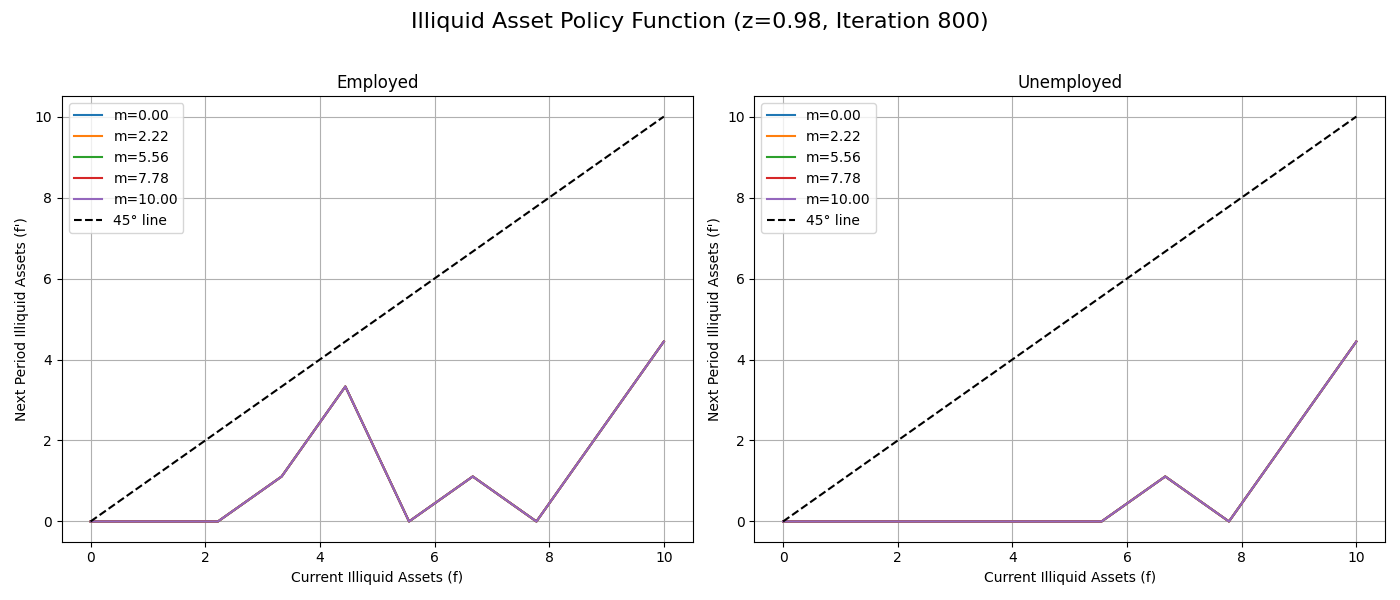 Illiquid Asset Policy Function (z=0.98, Iteration 800)
Employed
m=0.00
m=2.22
m=5.56
m=7.78
m=10.00
45° line
10
8
6
4
2
0
Next Period Illiquid Assets (f')
0
2
4
6
8
10
Current Illiquid Assets (f)
Unemployed
m=0.00
m=2.22
m=5.56
m=7.78
m=10.00
45° line
10
8
6
4
2
0
Next Period Illiquid Assets (f')
0
2
4
6
8
10
Current Illiquid Assets (f)